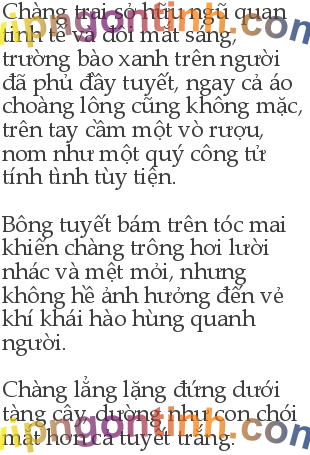 Chàng trai sở hữu ngũ quan
tinh tế và đôi mắt sáng,
trường bào xanh trên người
đã phủ đầy tuyết, ngay cả áo
choàng lông cũng không mặc,
trên tay cầm một vò rượu,
nom như một quý công tử
tính tình tùy tiện.
Bông tuyết bám trên tóc mai
khiến chàng trông hơi lười
nhác và mệt mỏi, nhưng
không hề ảnh hưởng đến vẻ
khí khái hào hùng quanh
người.
Chàng lẳng lặng đứng dưới
tàng cây, dường như còn chói
mắt hơn cả tuyết trắng.
vipngontinh.com
vipngontinh.com